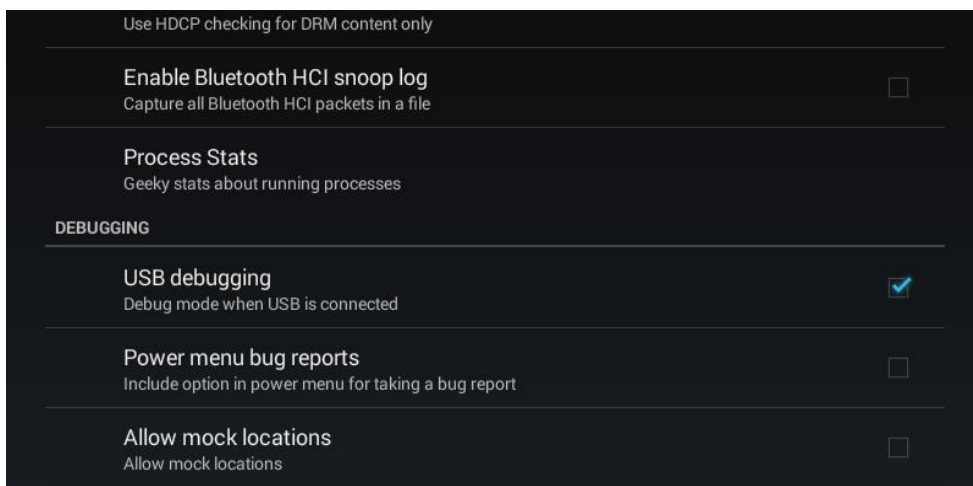 Use HDCP checking for DRM content only
Enable Bluetooth HCI snoop log
Capture all Bluetooth HCI packets in a file
Process Stats
Geeky stats about running processes
DEBUGGING
USB debugging
Debug mode when USB is connected
Power menu bug reports
Include option in power menu for taking a bug report
Allow mock locations
Allow mock locations